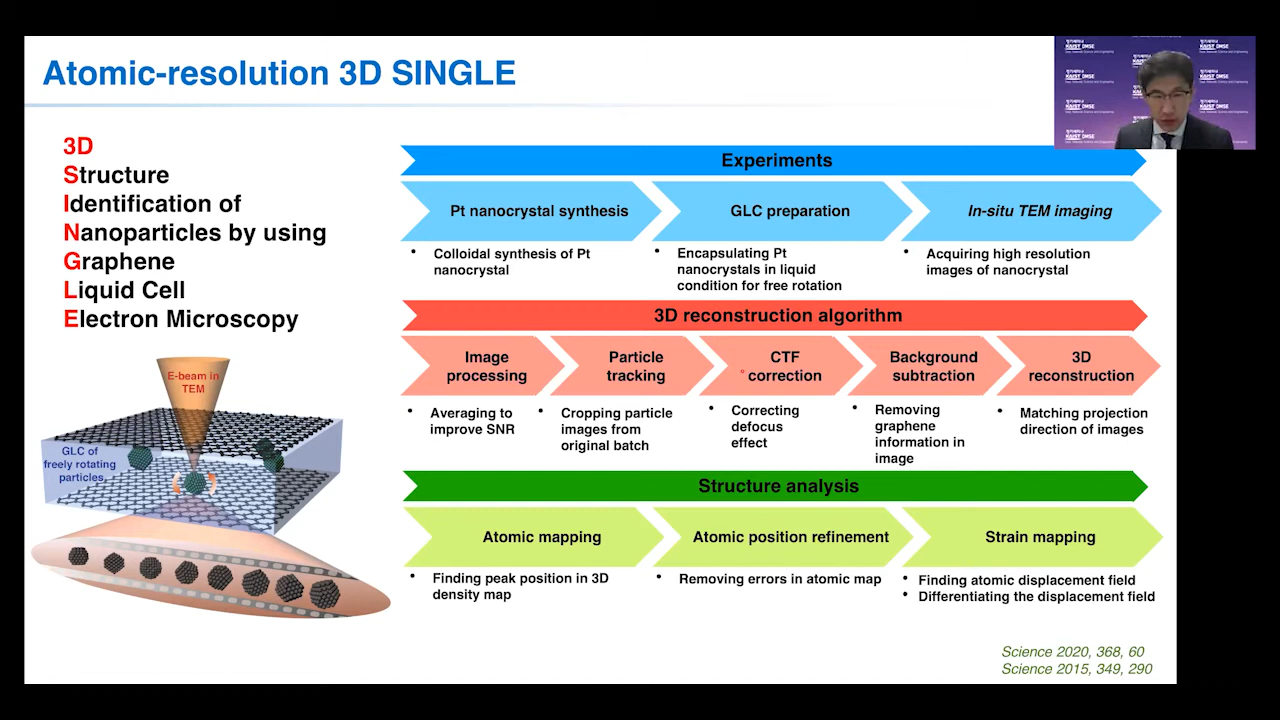 Atomic-resolution 3D SINGLE
3D
Structure
Identification of
Nanoparticles by using
Graphene
Liquid Cell
Electron Microscopy
E-beam in
TEM
GLC of
freely rotating
particles
Experiments
Pt nanocrystal synthesis
GLC preparation
In-situ TEM imaging
• Colloidal synthesis of Pt
nanocrystal
• Encapsulating Pt
nanocrystals in liquid
condition for free rotation
• Acquiring high resolution
images of nanocrystal
3D reconstruction algorithm
Image
processing
Particle
tracking
CTF
correction
Background
subtraction
3D
reconstruction
• Averaging to
improve SNR
• Cropping particle
images from
original batch
• Correcting
defocus
effect
• Removing
graphene
information in
image
• Matching projection
direction of images
Structure analysis
Atomic mapping
Atomic position refinement
Strain mapping
• Finding peak position in 3D
density map
• Removing errors in atomic map
• Finding atomic displacement field
• Differentiating the displacement field
Science 2020, 368, 60
Science 2015, 349, 290
KAIST DMSE